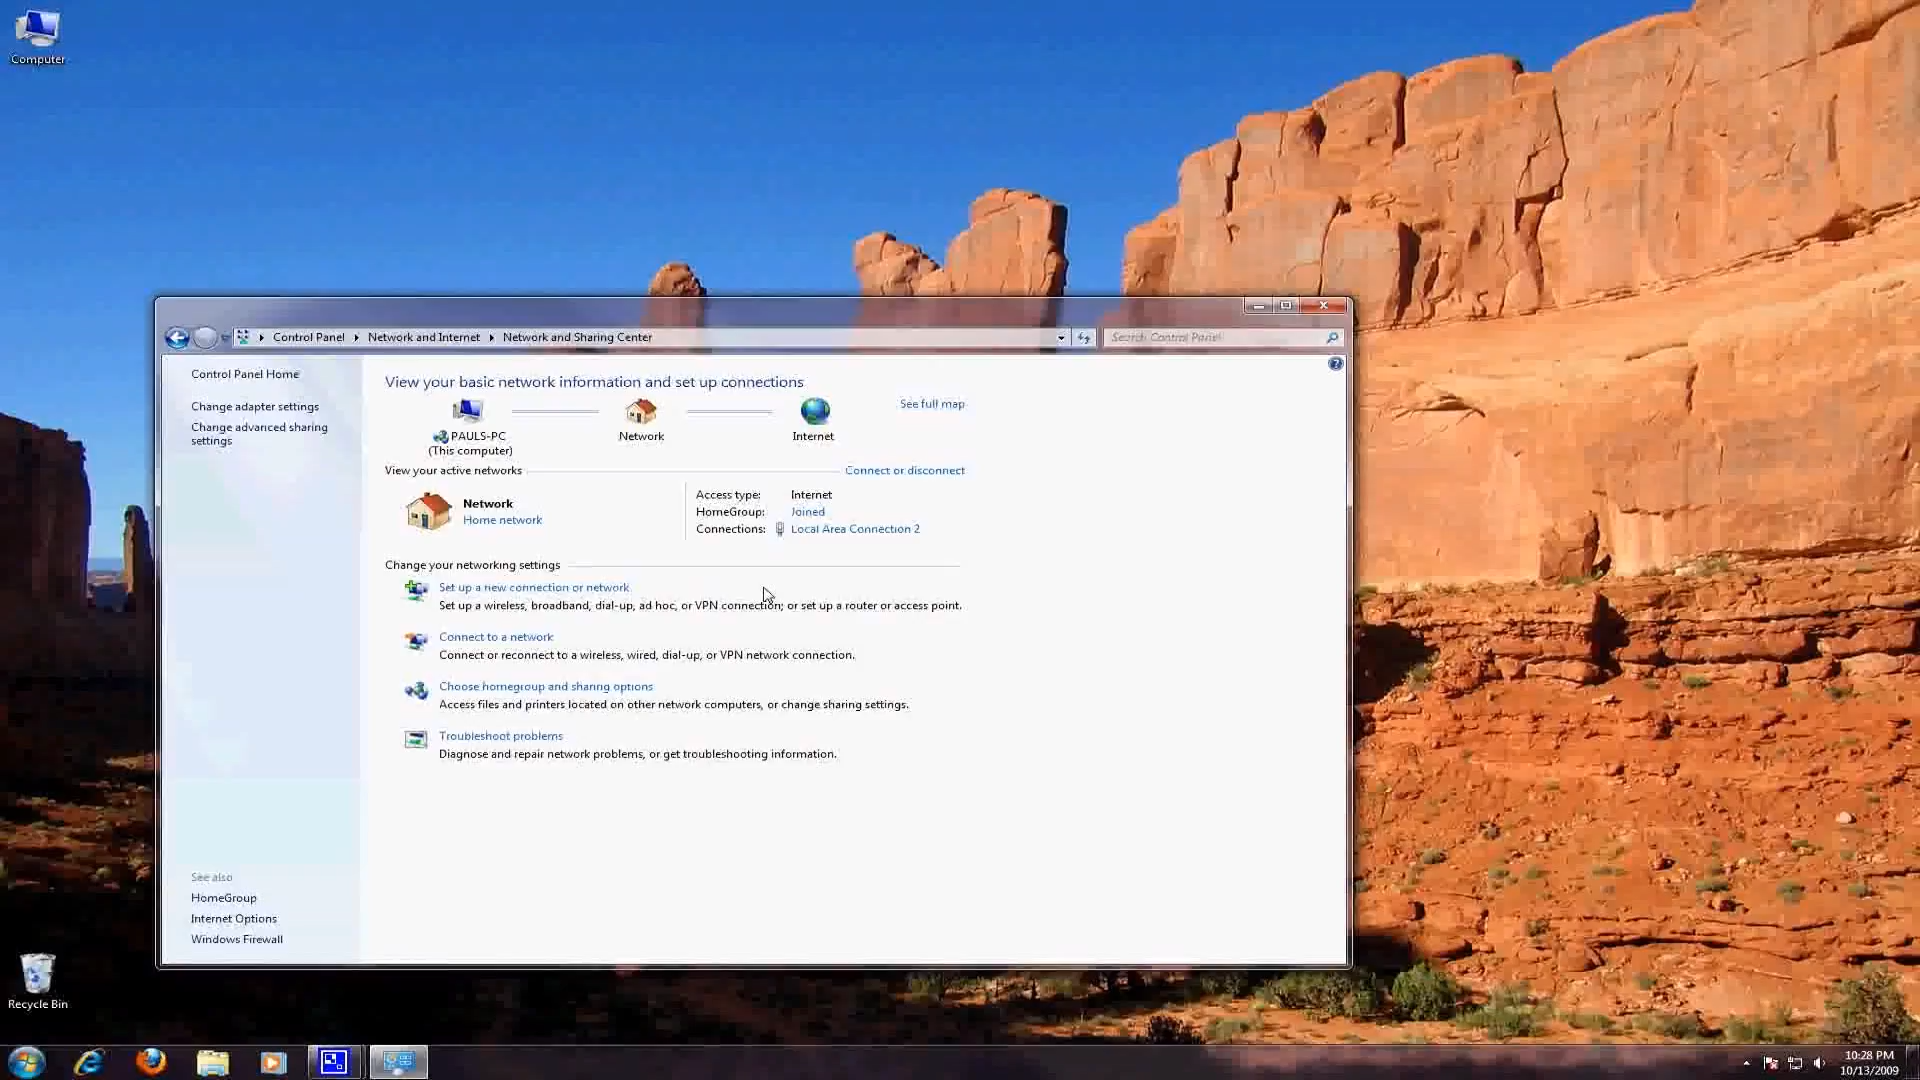 Computer
Control Panel
Network and Internet
Network and Sharing Center
Search Control Panel
Control Panel Home
Change adapter settings
Change advanced sharing
settings
View your basic network information and set up connections
See full map
PAULS-PC
(This computer)
Network
Internet
View your active networks
Connect or disconnect
Network
Home network
Access type: Internet
HomeGroup: Joined
Connections: Local Area Connection 2
Change your networking settings
Set up a new connection or network
Set up a wireless, broadband, dial-up, ad hoc, or VPN connection; or set up a router or access point.
Connect to a network
Connect or reconnect to a wireless, wired, dial-up, or VPN network connection.
Choose homegroup and sharing options
Access files and printers located on other network computers, or change sharing settings.
Troubleshoot problems
Diagnose and repair network problems, or get troubleshooting information.
See also
HomeGroup
Internet Options
Windows Firewall
Recycle Bin
10:28 PM
10/13/2009